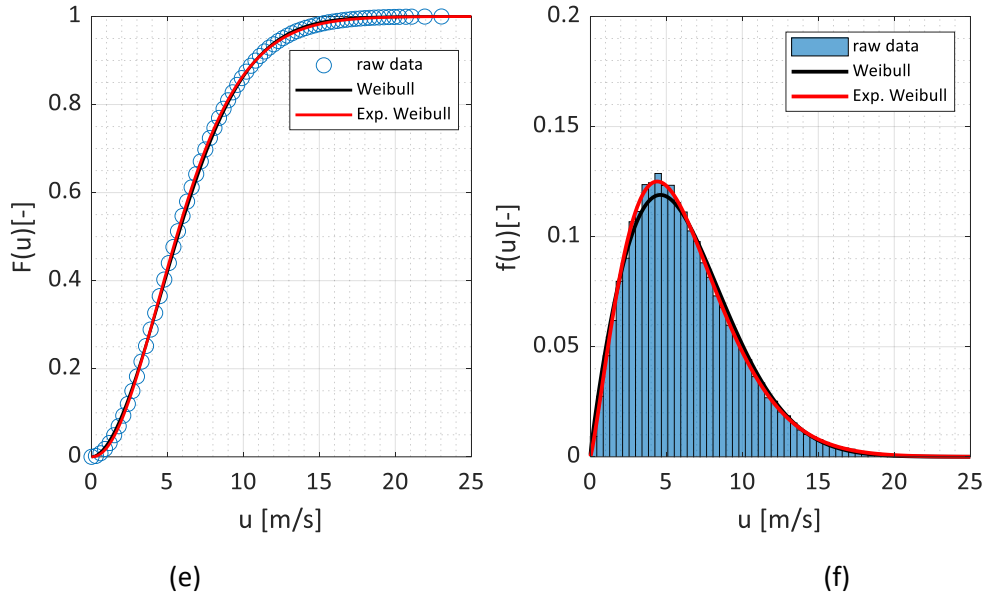 1
0.8
0.6
0.4
0.2
0
F(u)[-]
raw data
Weibull
Exp. Weibull
0 5 10 15 20 25
u [m/s]
(e)
0.2
0.15
0.1
0.05
0
f(u)[-]
raw data
Weibull
Exp. Weibull
0 5 10 15 20 25
u [m/s]
(f)